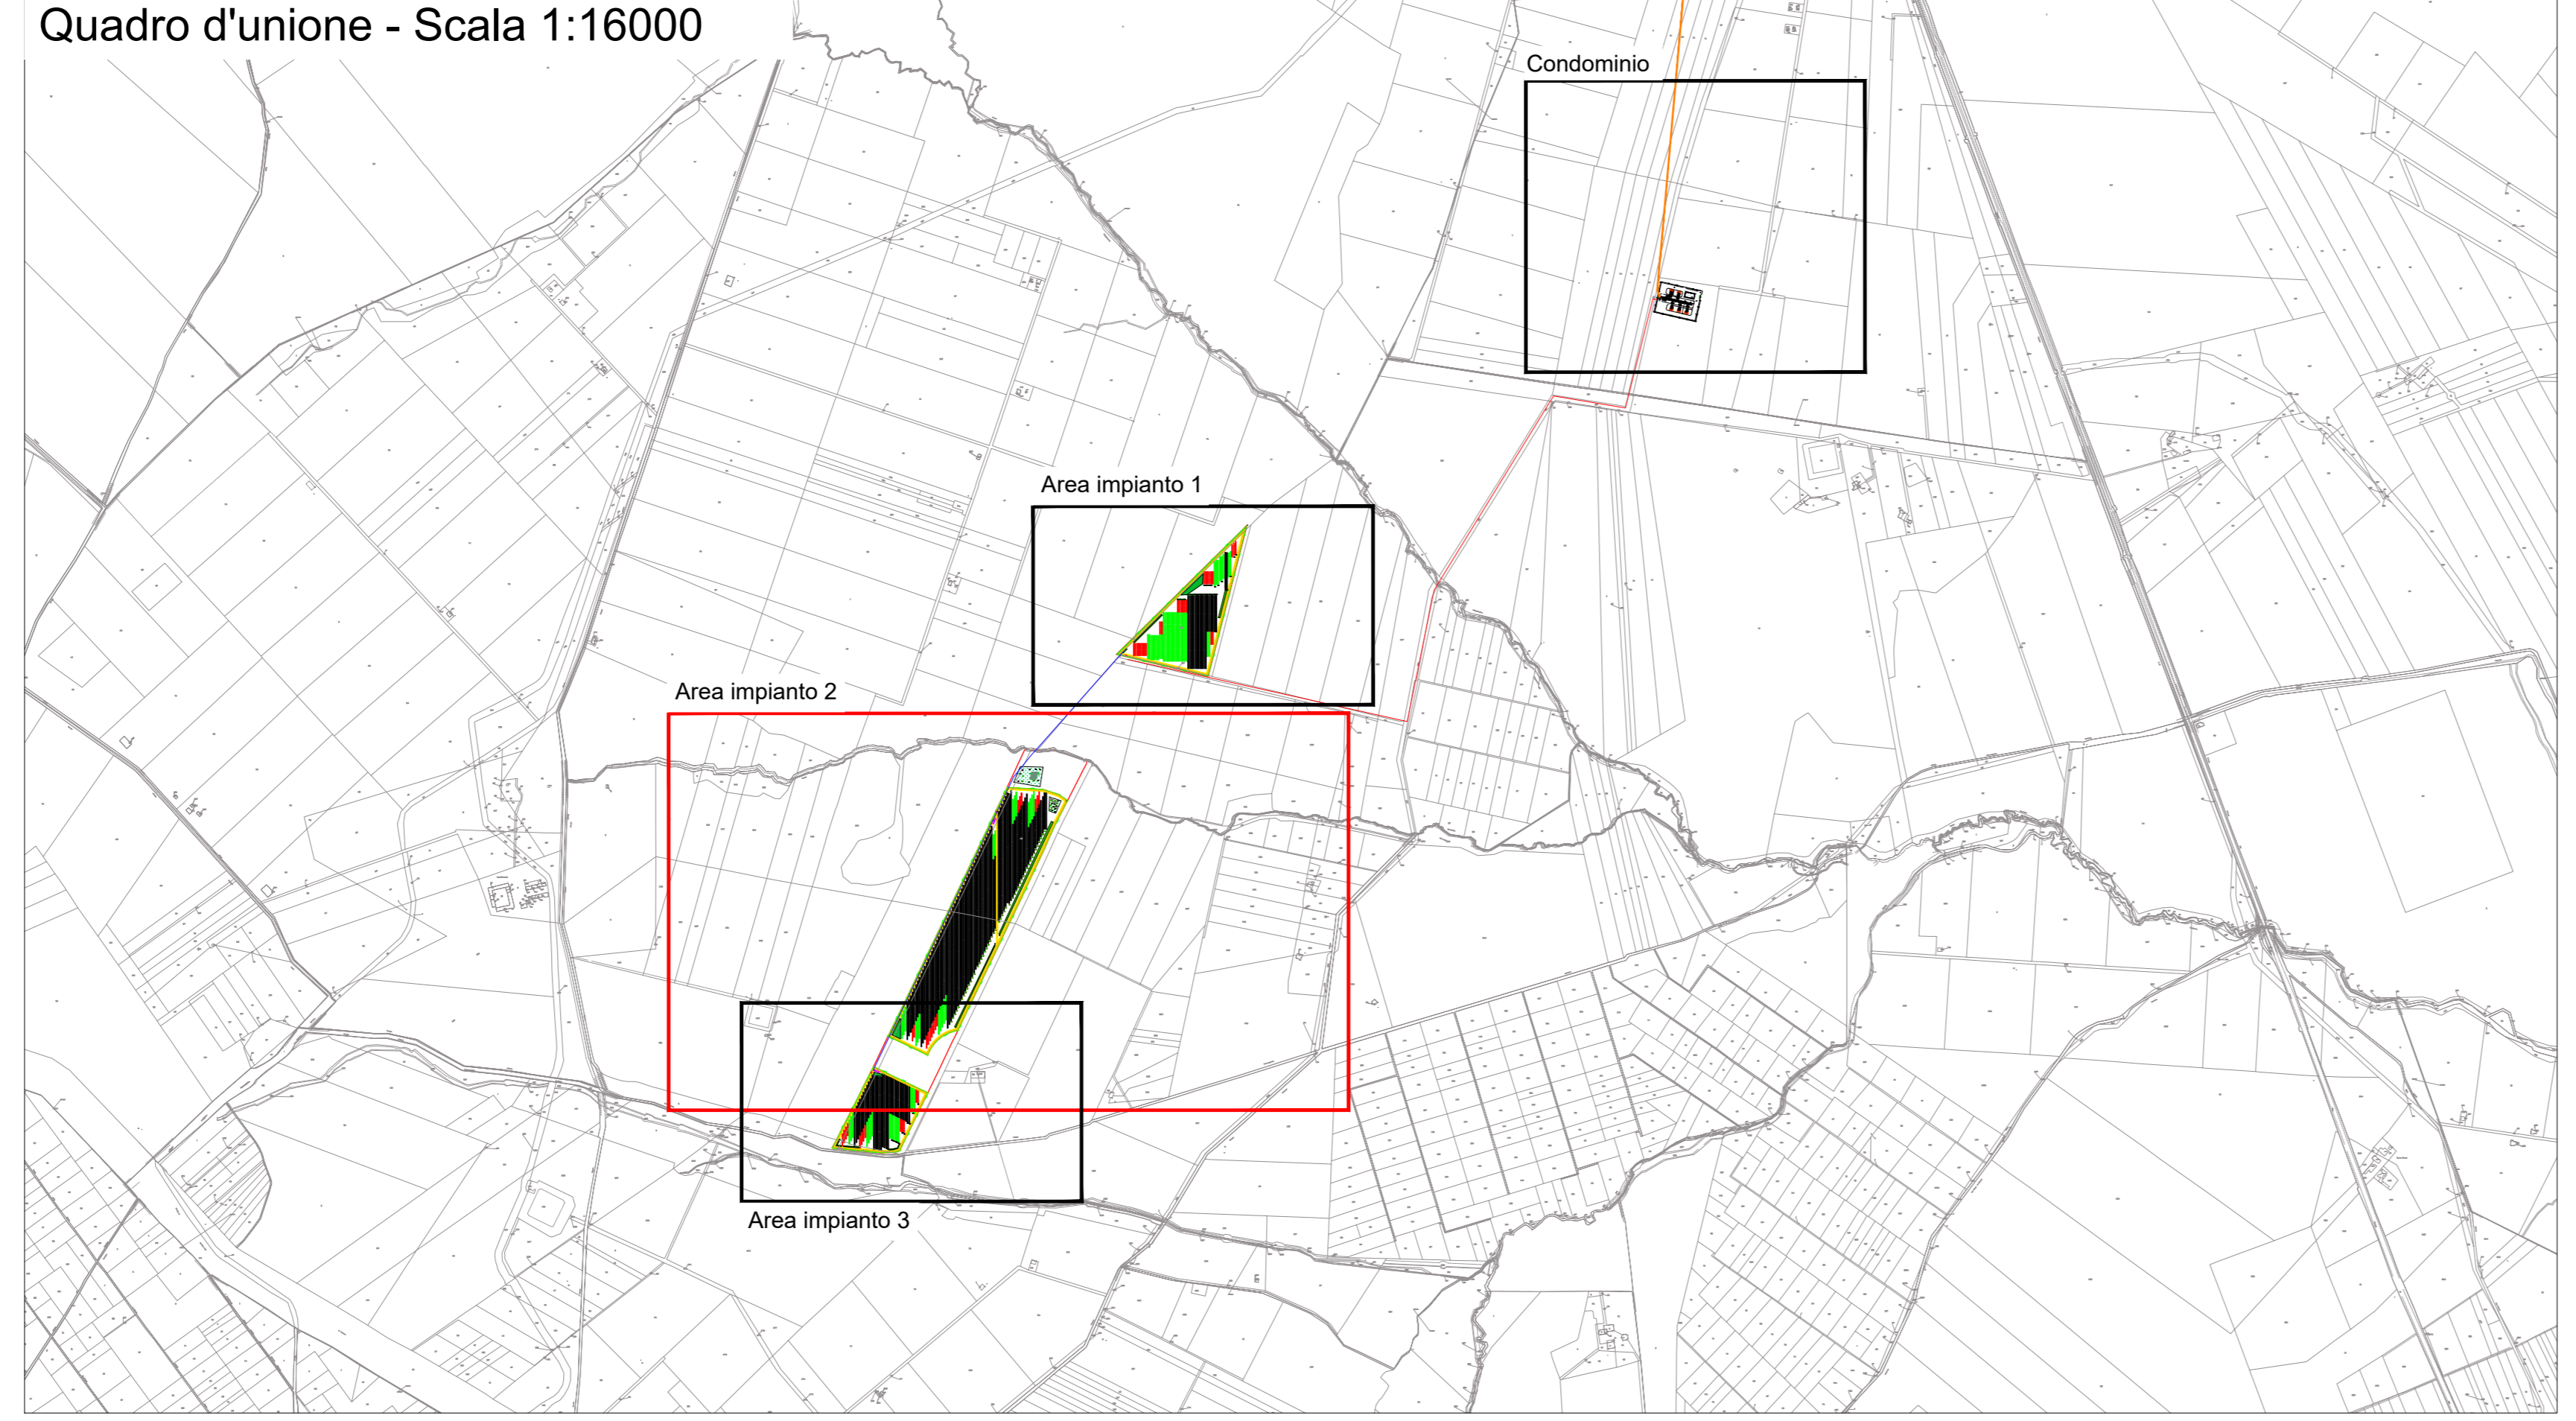 Quadro d'unione - Scala 1:16000
Condominio
Area impianto 1
Area impianto 2
Area impianto 3